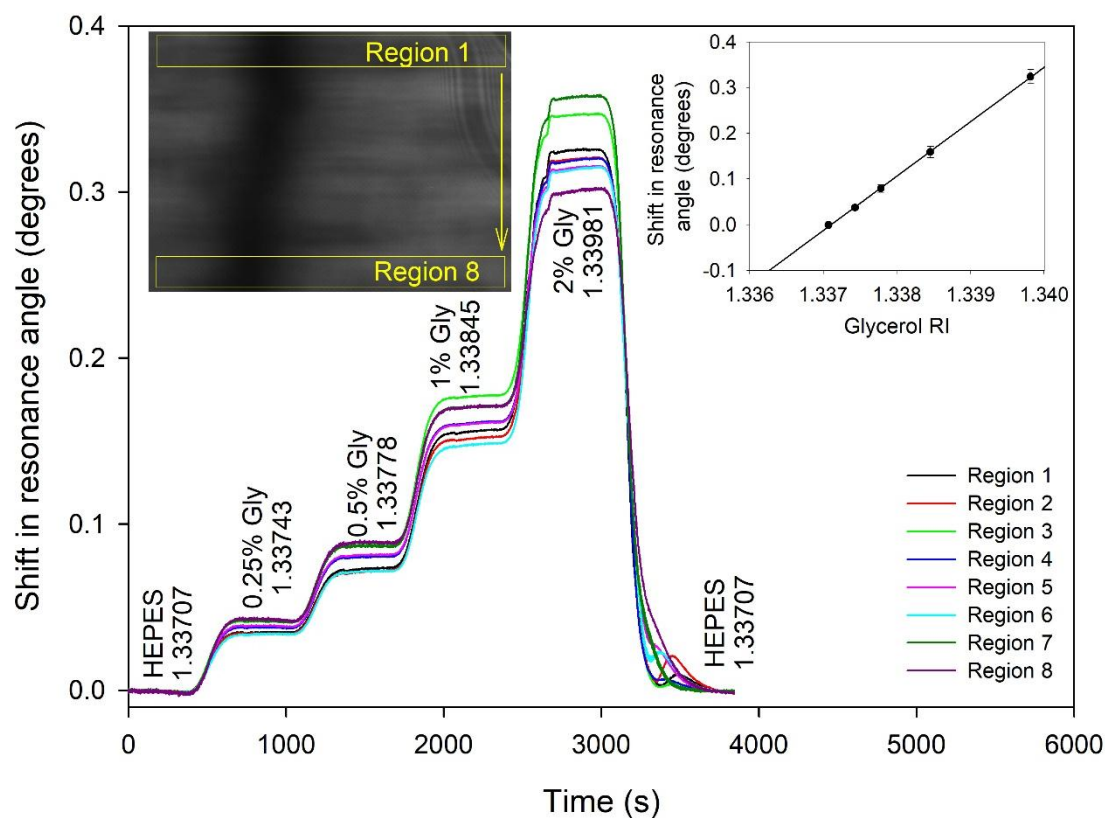 0.4
0.3
0.2
0.1
0.0
Shift in resonance angle (degrees)
0
1000
2000
3000
4000
5000
6000
Time (s)
Region 1
Region 8
HEPES
1.33707
0.25% Gly
1.33743
0.5% Gly
1.33778
1% Gly
1.33845
2% Gly
1.33981
HEPES
1.33707
0.4
0.3
0.2
0.1
0.0
-0.1
Shift in resonance
angle (degrees)
1.336
1.337
1.338
1.339
1.340
Glycerol RI
Region 1
Region 2
Region 3
Region 4
Region 5
Region 6
Region 7
Region 8